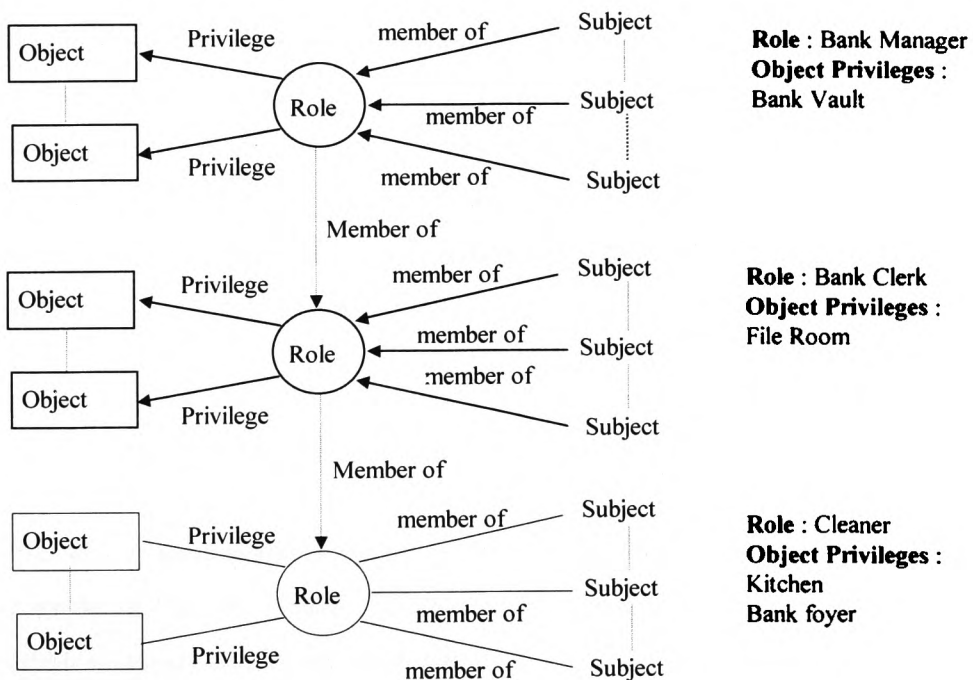 Object
Privilege
member of
Subject
Role : Bank Manager
Object Privileges :
Bank Vault
Role
member of
Subject
Object
Privilege
member of
Subject
Member of
Object
Privilege
member of
Subject
Role : Bank Clerk
Object Privileges :
File Room
Role
member of
Subject
Object
Privilege
:member of
Subject
Member of
Object
Privilege
member of
Subject
Role : Cleaner
Object Privileges :
Kitchen
Bank foyer
Role
member of
Subject
Object
Privilege
member of
Subject